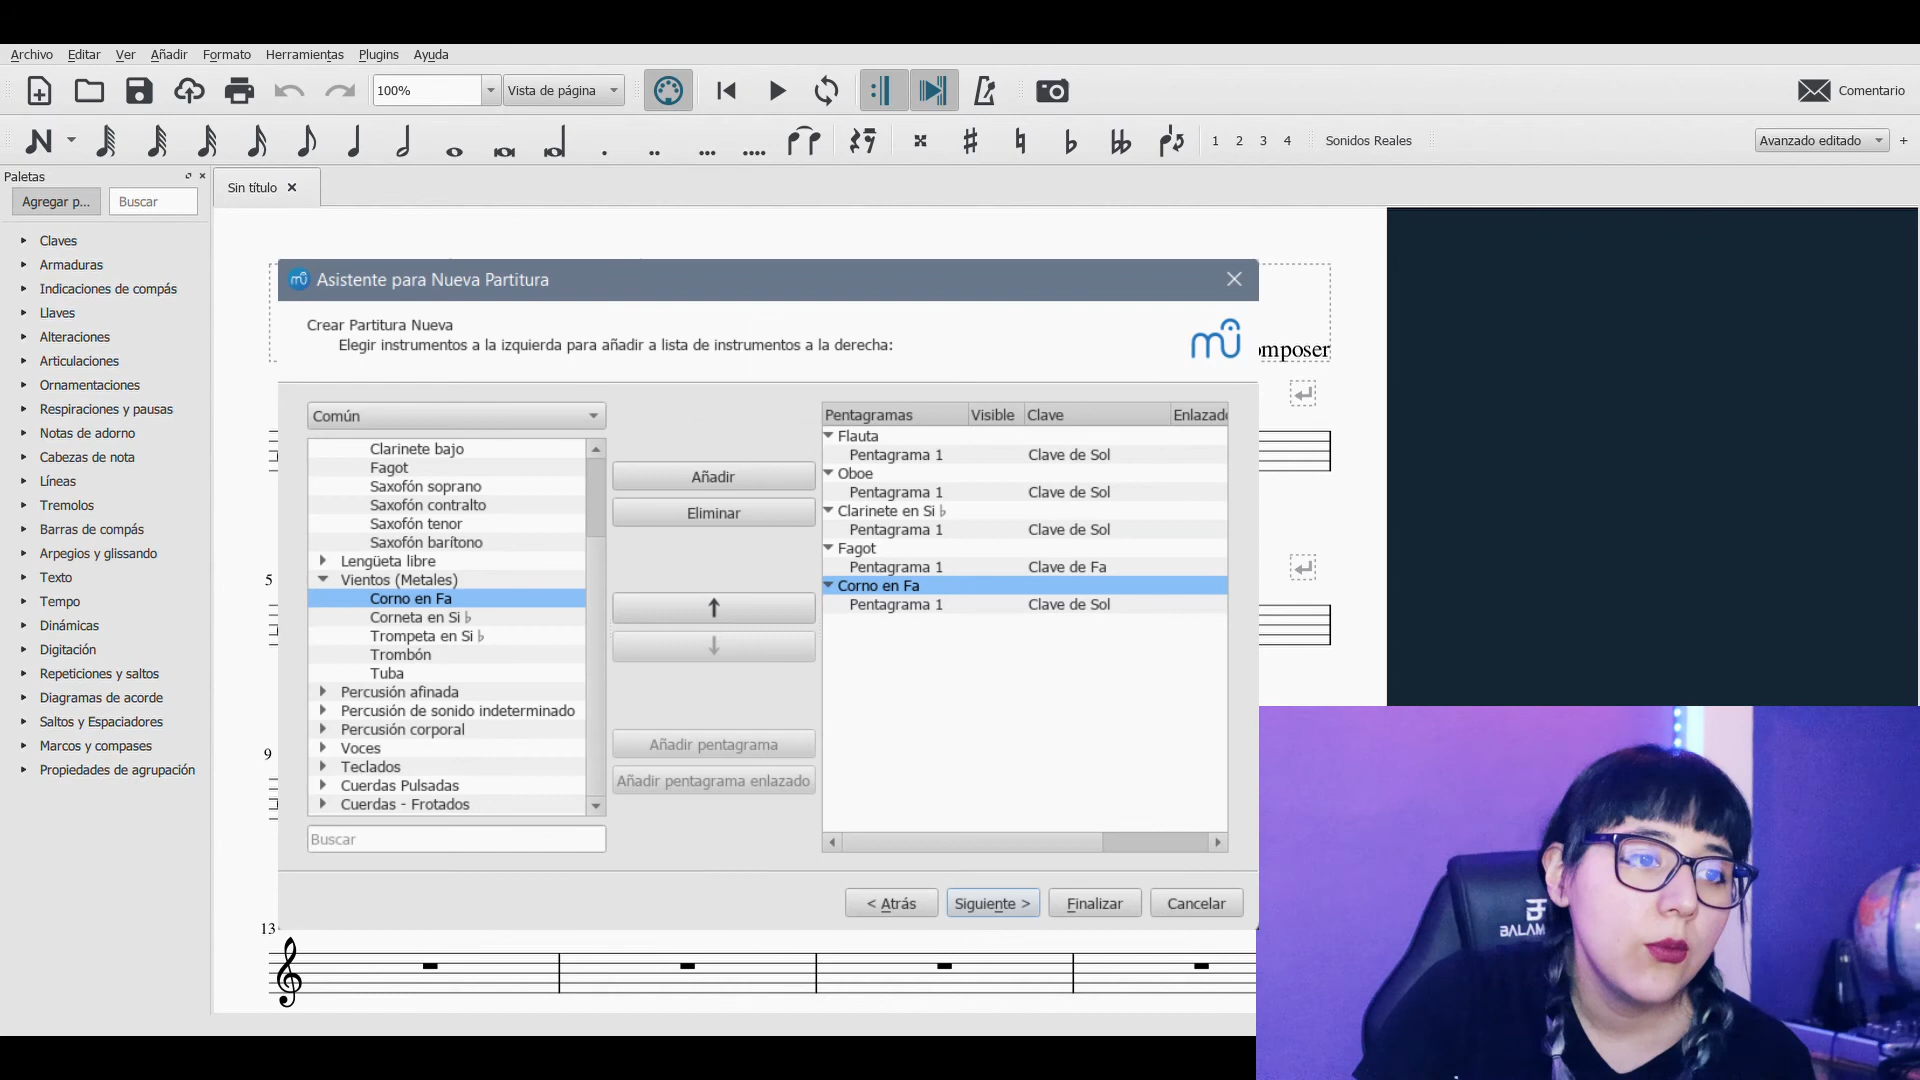 Archivo Editar Ver Añadir Formato Herramientas Plugins Ayuda
100% Vista de página Comentario
1 2 3 4 Sonidos Reales Avanzado editado +
Paletas
Sin título
Agregar p... Buscar
Claves
Armaduras
Indicaciones de compás
Llaves
Alteraciones
Articulaciones
Ornamentaciones
Respiraciones y pausas
Notas de adorno
Cabezas de nota
Líneas
Tremolos
Barras de compás
Arpegios y glissando
Texto
Tempo
Dinámicas
Digitación
Repeticiones y saltos
Diagramas de acorde
Saltos y Espaciadores
Marcos y compases
Propiedades de agrupación
Asistente para Nueva Partitura
Crear Partitura Nueva
Elegir instrumentos a la izquierda para añadir a lista de instrumentos a la derecha:
mu
omposer
Común
Clarinete bajo
Fagot
Saxofón soprano
Saxofón contralto
Saxofón tenor
Saxofón barítono
Lengüeta libre
Vientos (Metales)
Corno en Fa
Corneta en Si ♭
Trompeta en Si ♭
Trombón
Tuba
Percusión afinada
Percusión de sonido indeterminado
Percusión corporal
Voces
Teclados
Cuerdas Pulsadas
Cuerdas - Frotados
Buscar
Añadir
Eliminar
Añadir pentagrama
Añadir pentagrama enlazado
Pentagramas Visible Clave Enlazado
Flauta
Pentagrama 1 Clave de Sol
Oboe
Pentagrama 1 Clave de Sol
Clarinete en Si ♭
Pentagrama 1 Clave de Sol
Fagot
Pentagrama 1 Clave de Fa
Corno en Fa
Pentagrama 1 Clave de Sol
< Atrás Siguiente > Finalizar Cancelar
5
9
13
BALAM